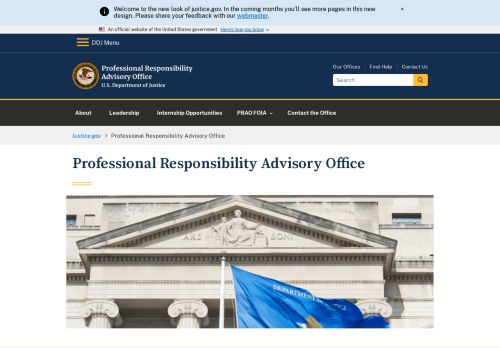 Welcome to the new look of justice.gov. In the coming months you'll see more pages in this new
design. Please share your feedback with our webmaster.
×
An official website of the United States government Here's how you know
DOJ Menu
Professional Responsibility
Advisory Office
U.S. Department of Justice
Our Offices | Find Help | Contact Us
Search
About Leadership Internship Opportunities PRAO FOIA Contact the Office
Justice.gov > Professional Responsibility Advisory Office
Professional Responsibility Advisory Office
ARS BONI
DEPARTMENT OF JUSTICE